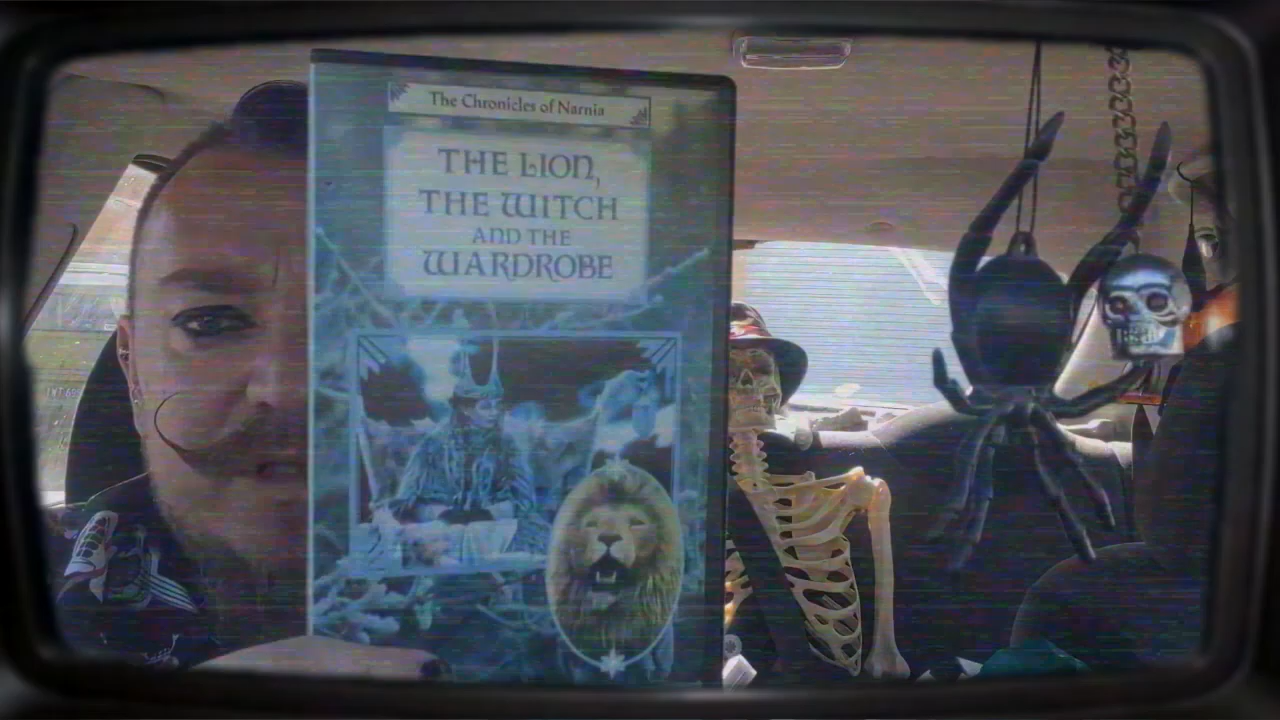 The Chronicles of Narnia
THE LION,
THE WITCH
AND THE
WARDROBE